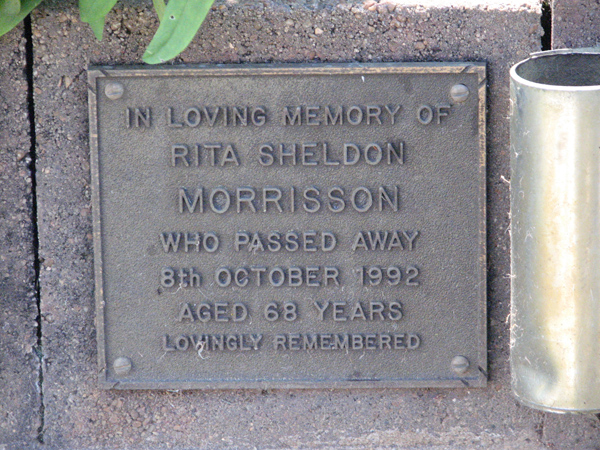 IN LOVING MEMORY OF
RITA SHELDON
MORRISSON
WHO PASSED AWAY
8th OCTOBER 1992
AGED 68 YEARS
LOVINGLY REMEMBERED